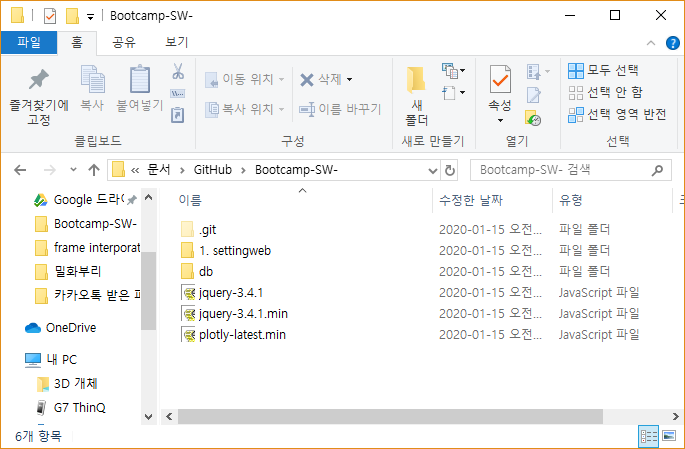 Bootcamp-SW-
파일 홈 공유 보기
즐겨찾기에 고정 복사 붙여넣기
이동 위치 삭제
복사 위치 이름 바꾸기
새 폴더
속성
모두 선택
선택 안 함
선택 영역 반전
클립보드 구성 새로 만들기 열기 선택
« 문서 > GitHub > Bootcamp-SW-
Bootcamp-SW- 검색
Google 드라이
Bootcamp-SW-
frame interporat
밀화부리
카카오톡 받은 파
OneDrive
내 PC
3D 개체
G7 ThinQ
이름 수정한 날짜 유형
.git 2020-01-15 오전... 파일 폴더
1. settingweb 2020-01-15 오전... 파일 폴더
db 2020-01-15 오전... 파일 폴더
jquery-3.4.1 2020-01-15 오전... JavaScript 파일
jquery-3.4.1.min 2020-01-15 오전... JavaScript 파일
plotly-latest.min 2020-01-15 오전... JavaScript 파일
6개 항목